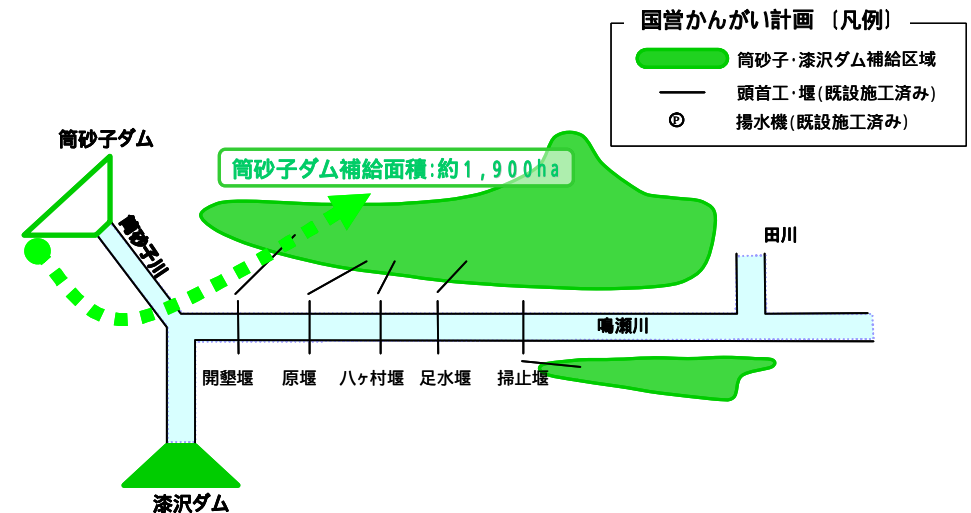 国営かんがい計画 (凡例)
筒砂子・漆沢ダム補給区域
頭首工・堰(既設施工済み)
Ⓟ 揚水機(既設施工済み)
筒砂子ダム
筒砂子ダム補給面積:約1,900ha
筒砂子川
田川
鳴瀬川
開墾堰 原堰 八ヶ村堰 足水堰 掃止堰
漆沢ダム